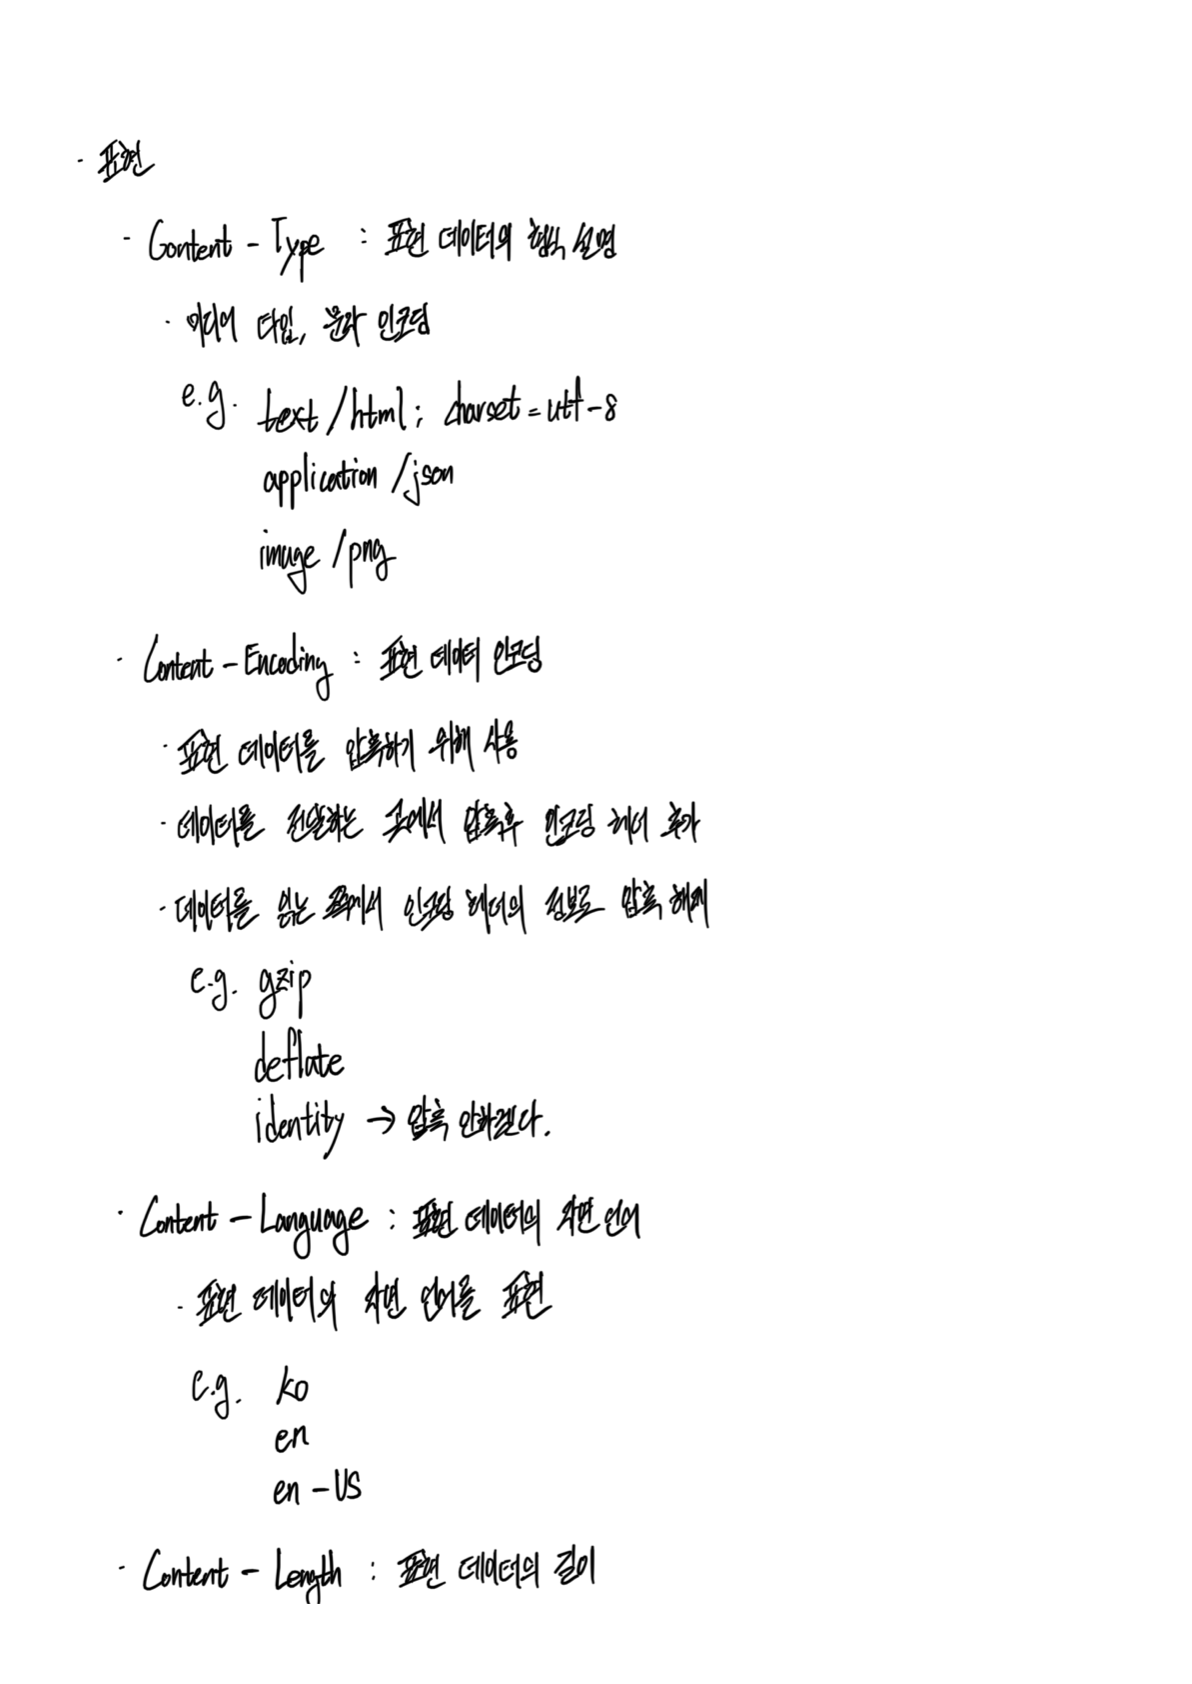 · 표현
- Content-Type : 표현 데이터의 형식 설명
· 미디어 타입, 문자 인코딩
e.g. text/html; charset=utf-8
application/json
image/png
· Content-Encoding : 표현 데이터 인코딩
· 표현 데이터를 압축하기 위해 사용
· 데이터를 전달하는 곳에서 압축후 인코딩 헤더 추가
· 데이터를 읽는 쪽에서 인코딩 헤더의 정보로 압축 해제
e.g. gzip
deflate
identity → 압축 안하겠다.
· Content-Language : 표현 데이터의 자연 언어
· 표현 데이터의 자연 언어를 표현
e.g. ko
en
en-US
· Content-Length : 표현 데이터의 길이